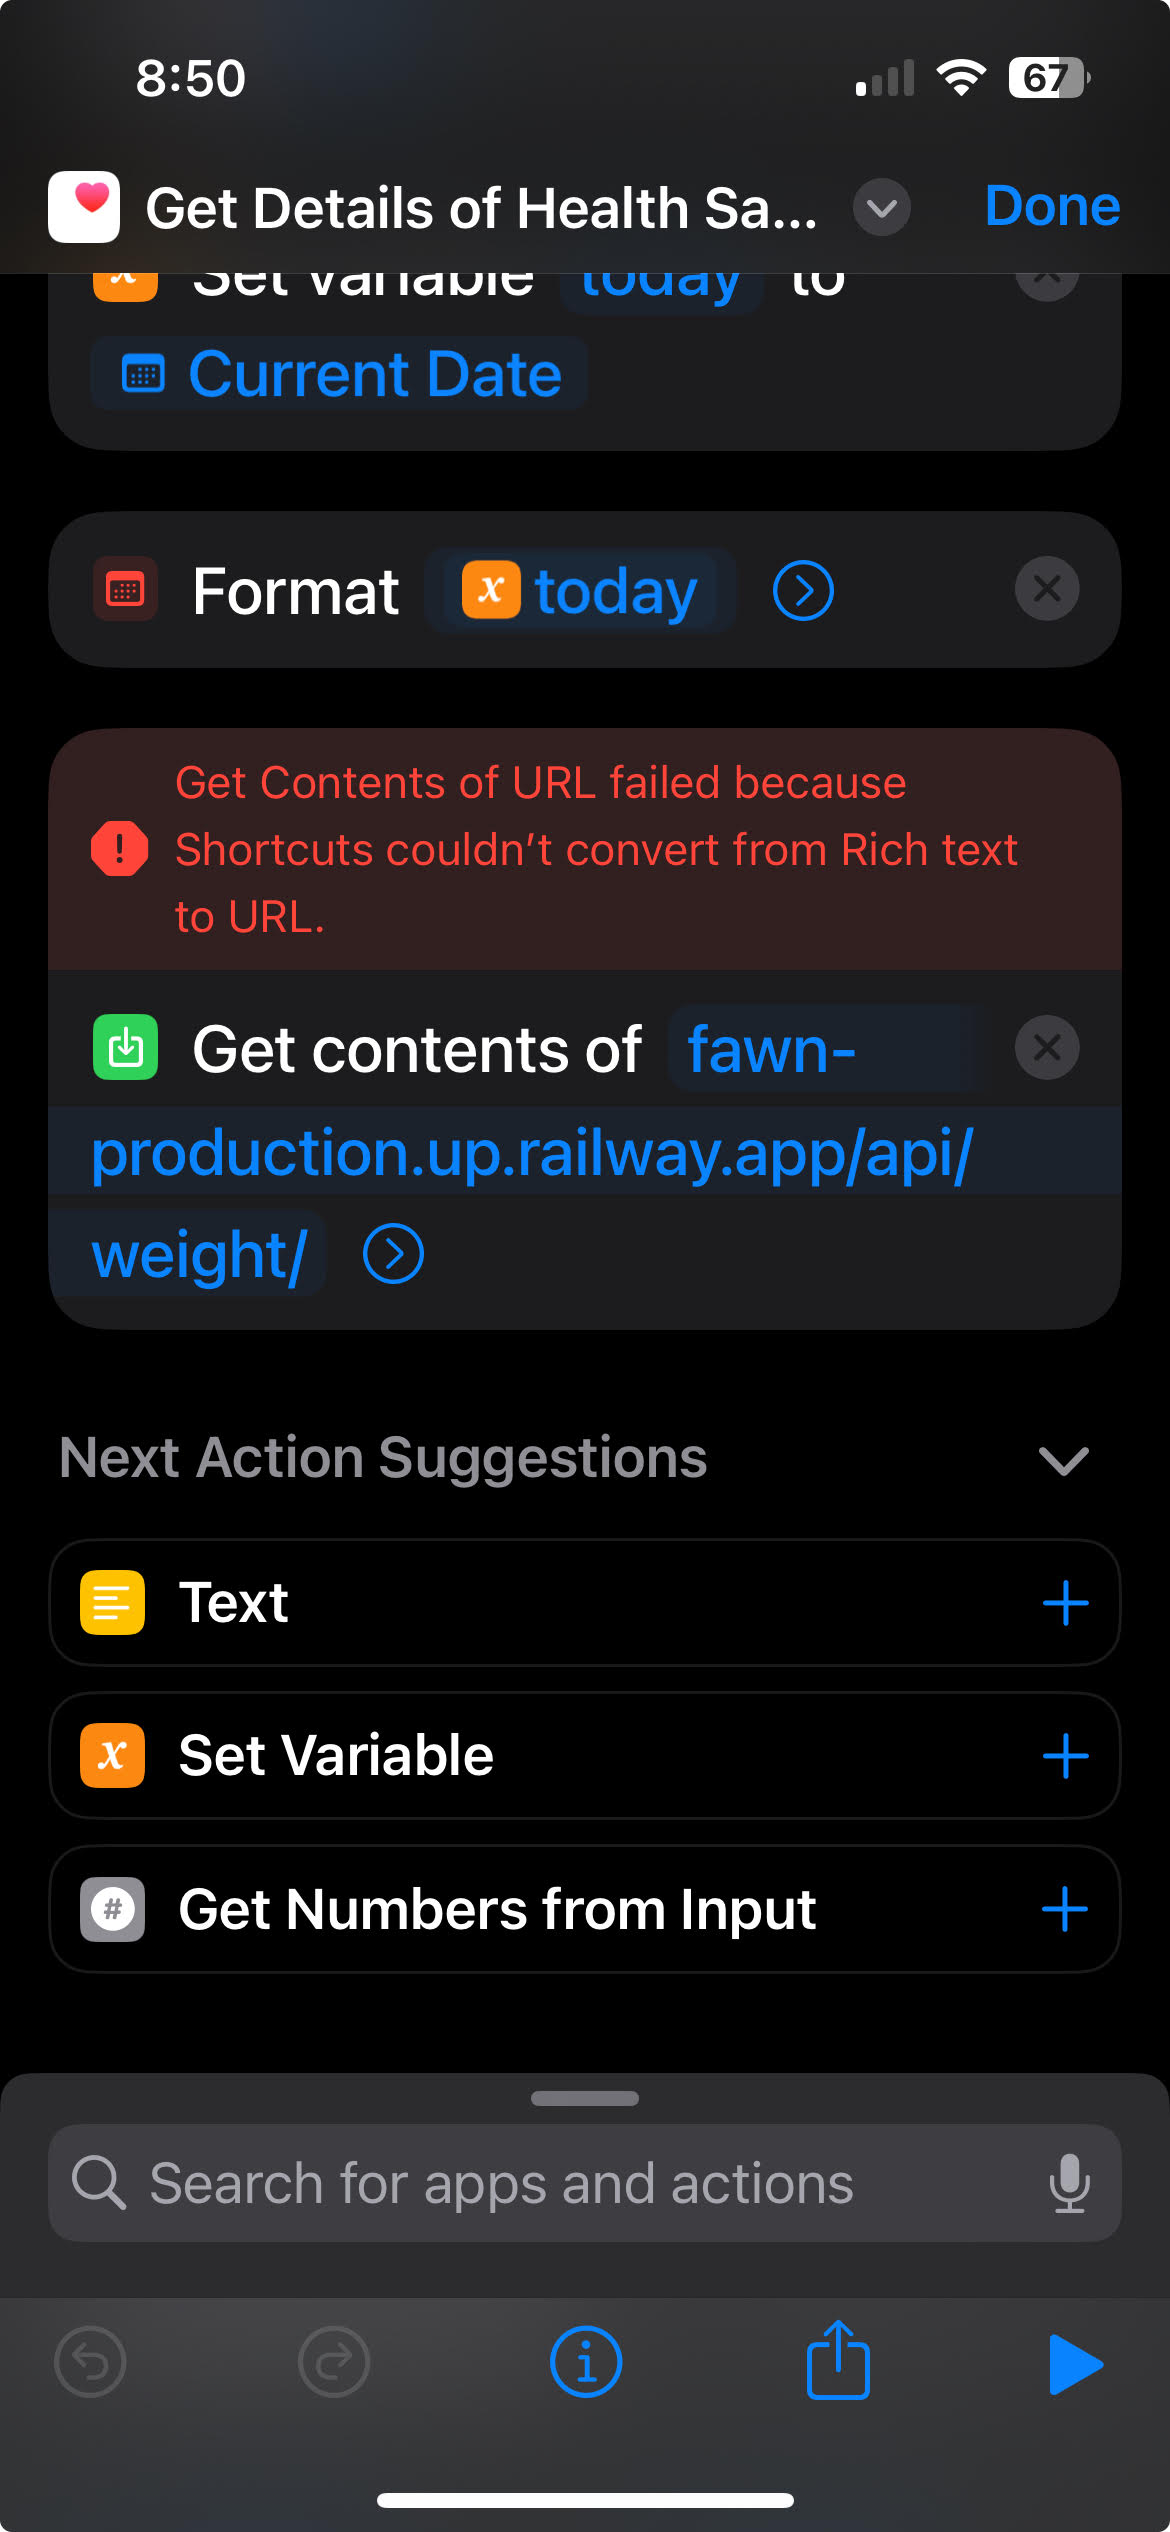 8:50
67
Get Details of Health Sa...
Done
Set Variable today to
Current Date
Format x today
Get Contents of URL failed because
Shortcuts couldn't convert from Rich text
to URL.
Get contents of fawn-
production.up.railway.app/api/
weight/
Next Action Suggestions
Text
Set Variable
Get Numbers from Input
Search for apps and actions